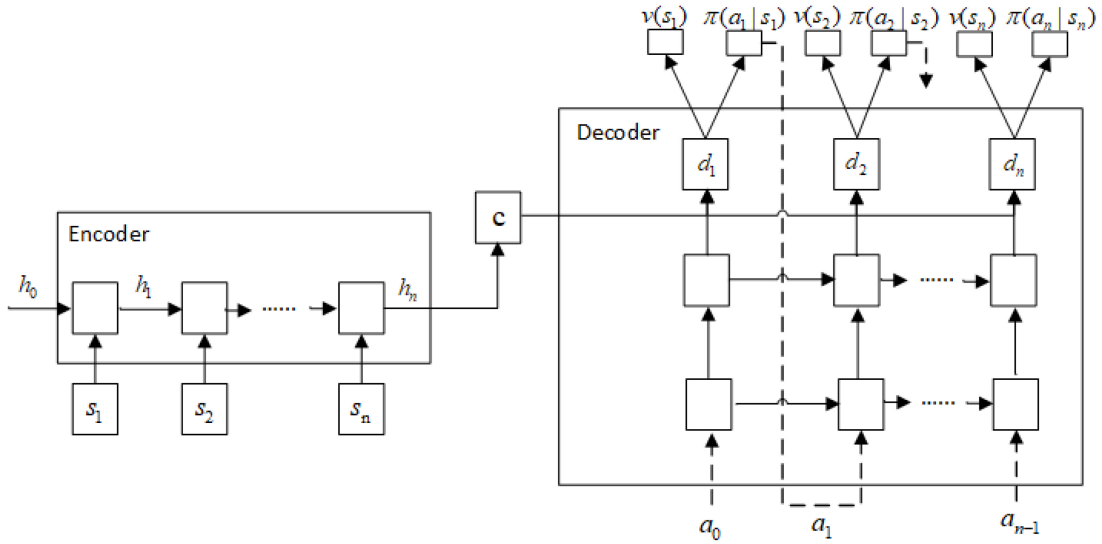 v(s₁) π(a₁|s₁) v(s₂) π(a₂|s₂) v(sₙ) π(aₙ|sₙ)
Decoder
d₁ d₂ dₙ
c
Encoder
h₀ h₁ ...... hₙ
......
s₁ s₂ sₙ
......
a₀ a₁ aₙ₋₁